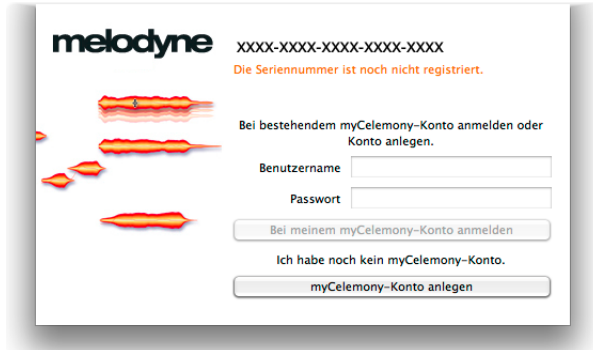 melodyne
XXXX-XXXX-XXXX-XXXX-XXXX
Die Seriennummer ist noch nicht registriert.
Bei bestehendem myCelemony-Konto anmelden oder
Konto anlegen.
Benutzername
Passwort
Bei meinem myCelemony-Konto anmelden
Ich habe noch kein myCelemony-Konto.
myCelemony-Konto anlegen